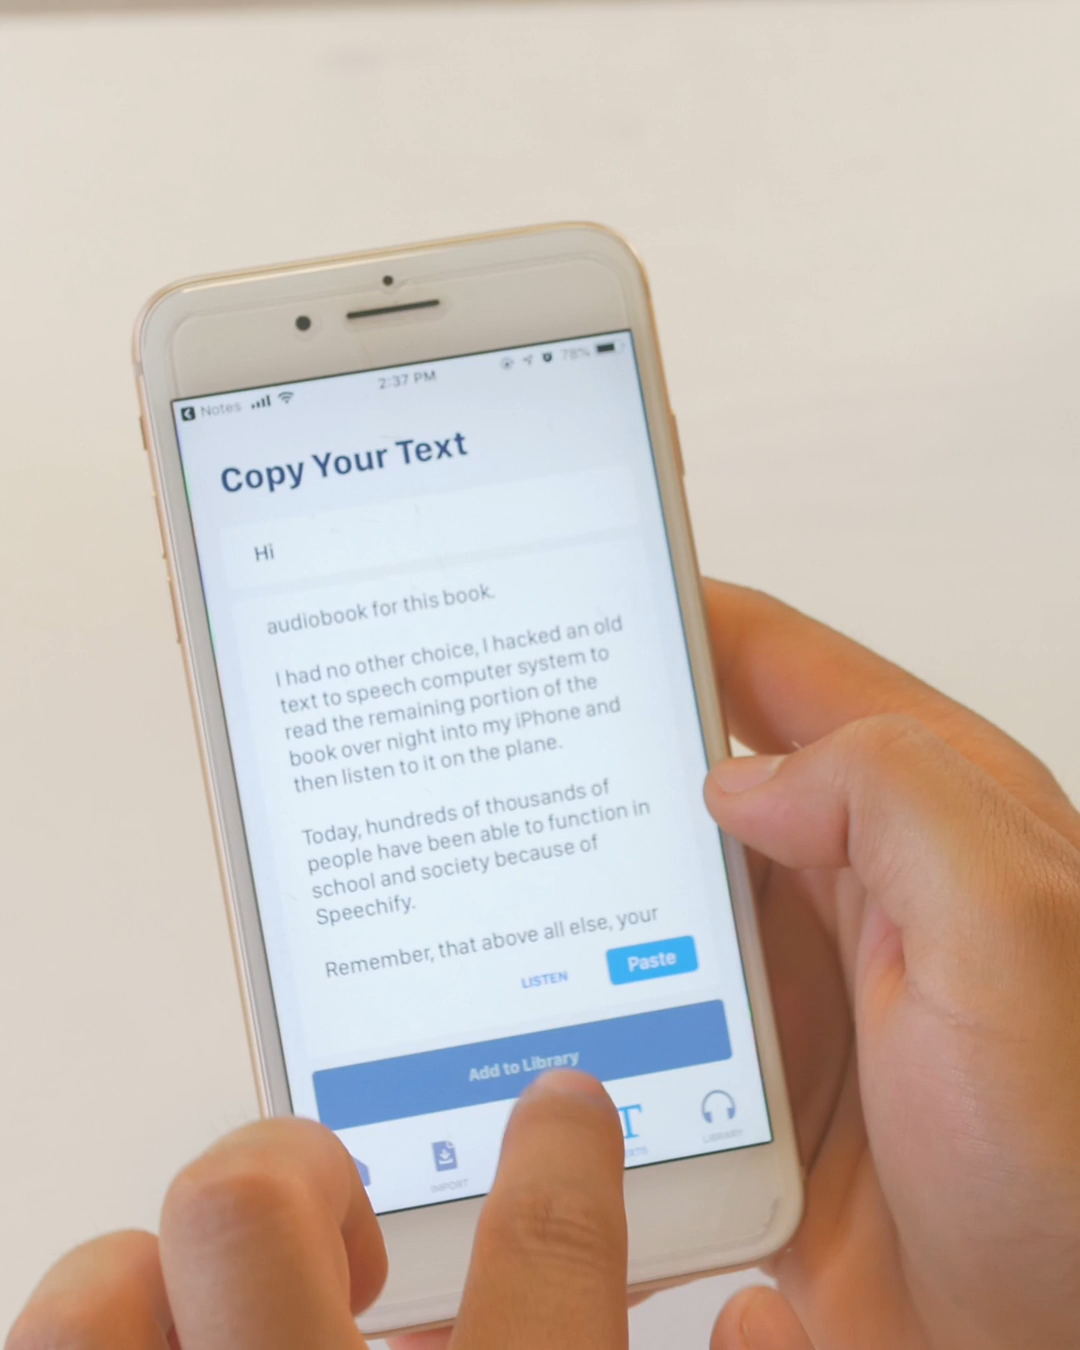 Notes
2:37 PM
78%
Copy Your Text
Hi
audiobook for this book.
I had no other choice, I hacked an old
text to speech computer system to
read the remaining portion of the
book over night into my iPhone and
then listen to it on the plane.
Today, hundreds of thousands of
people have been able to function in
school and society because of
Speechify.
Remember, that above all else, your
LISTEN
Paste
Add to Library
IMPORT
LIBRARY